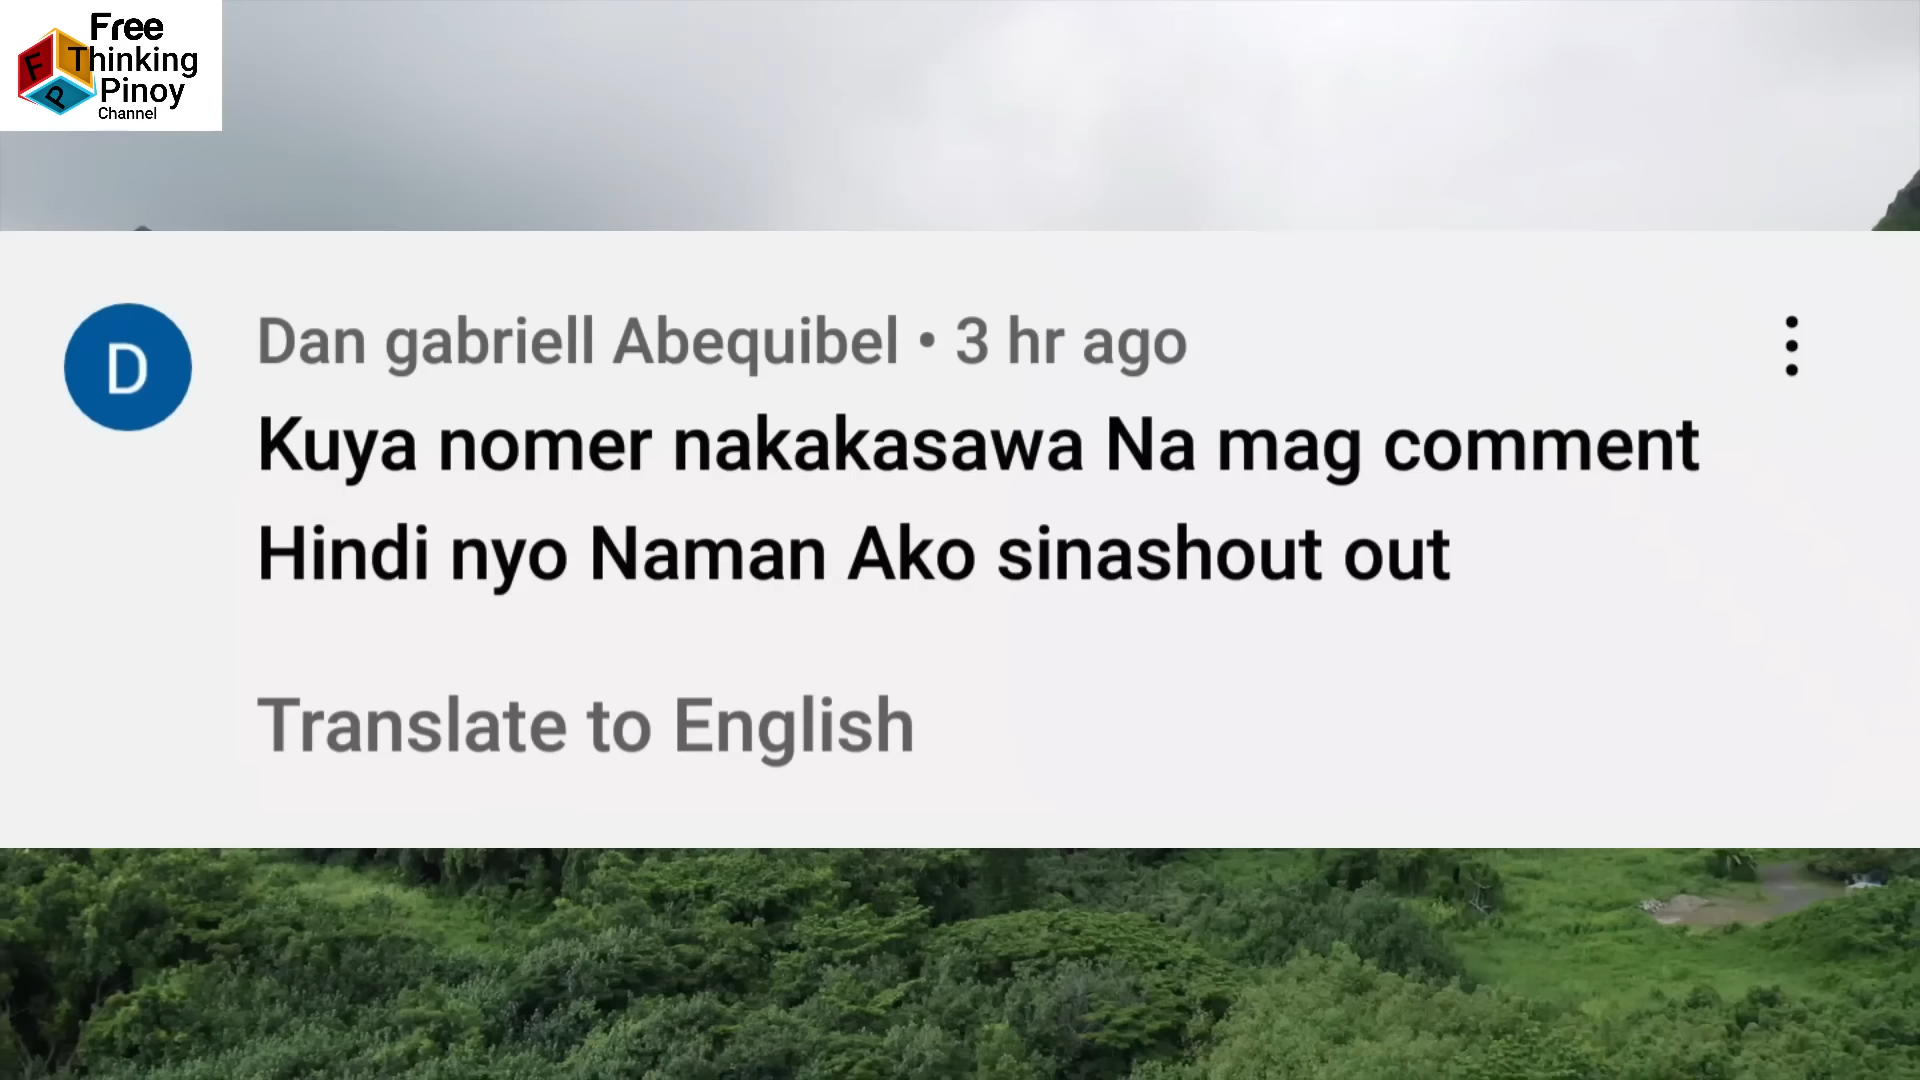 Free
Thinking
Pinoy
Channel
F
P
D
Dan gabriell Abequibel • 3 hr ago
Kuya nomer nakakasawa Na mag comment
Hindi nyo Naman Ako sinashout out
Translate to English